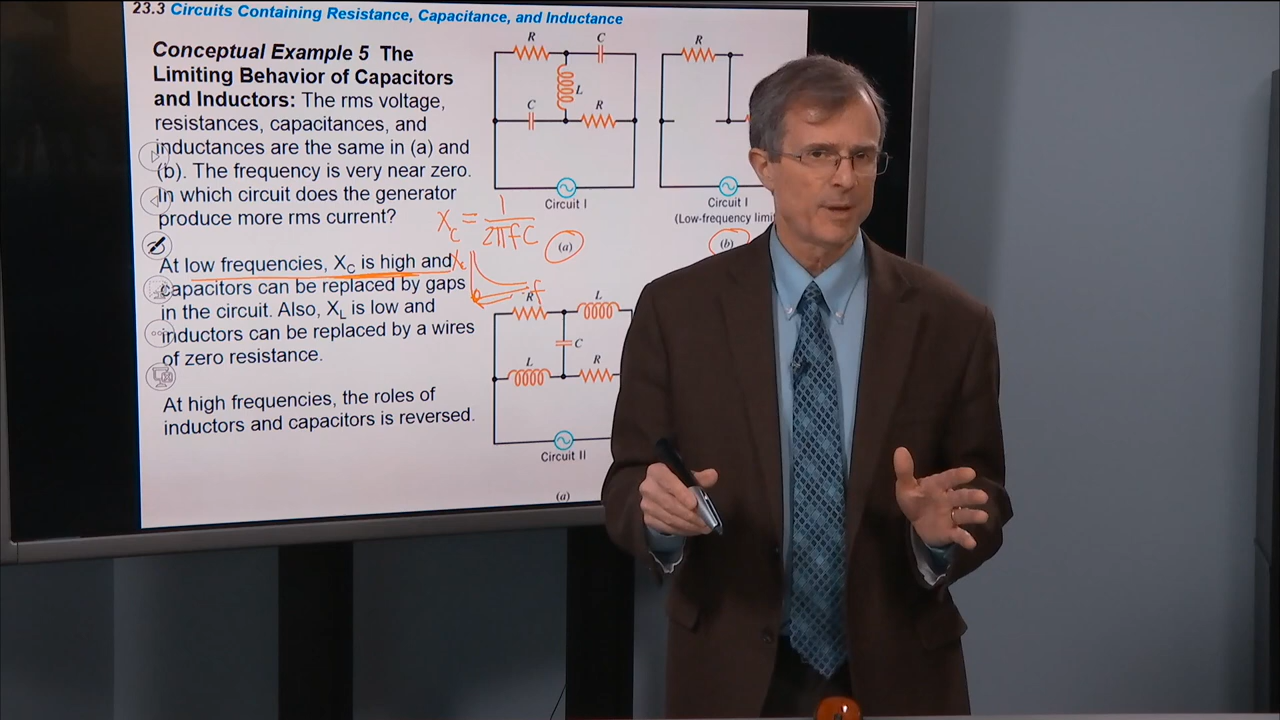 23.3 Circuits Containing Resistance, Capacitance, and Inductance
Conceptual Example 5 The
Limiting Behavior of Capacitors
and Inductors: The rms voltage,
resistances, capacitances, and
inductances are the same in (a) and
(b). The frequency is very near zero.
In which circuit does the generator
produce more rms current?
At low frequencies, XC is high and
capacitors can be replaced by gaps
in the circuit. Also, XL is low and
inductors can be replaced by a wires
of zero resistance.
At high frequencies, the roles of
inductors and capacitors is reversed.
R C
L
C R
Circuit I
(a)
R
Circuit I
(Low-frequency limi
(b)
XC = 1
2πfC
Xc
f
R L
C
L R
Circuit II
(a)